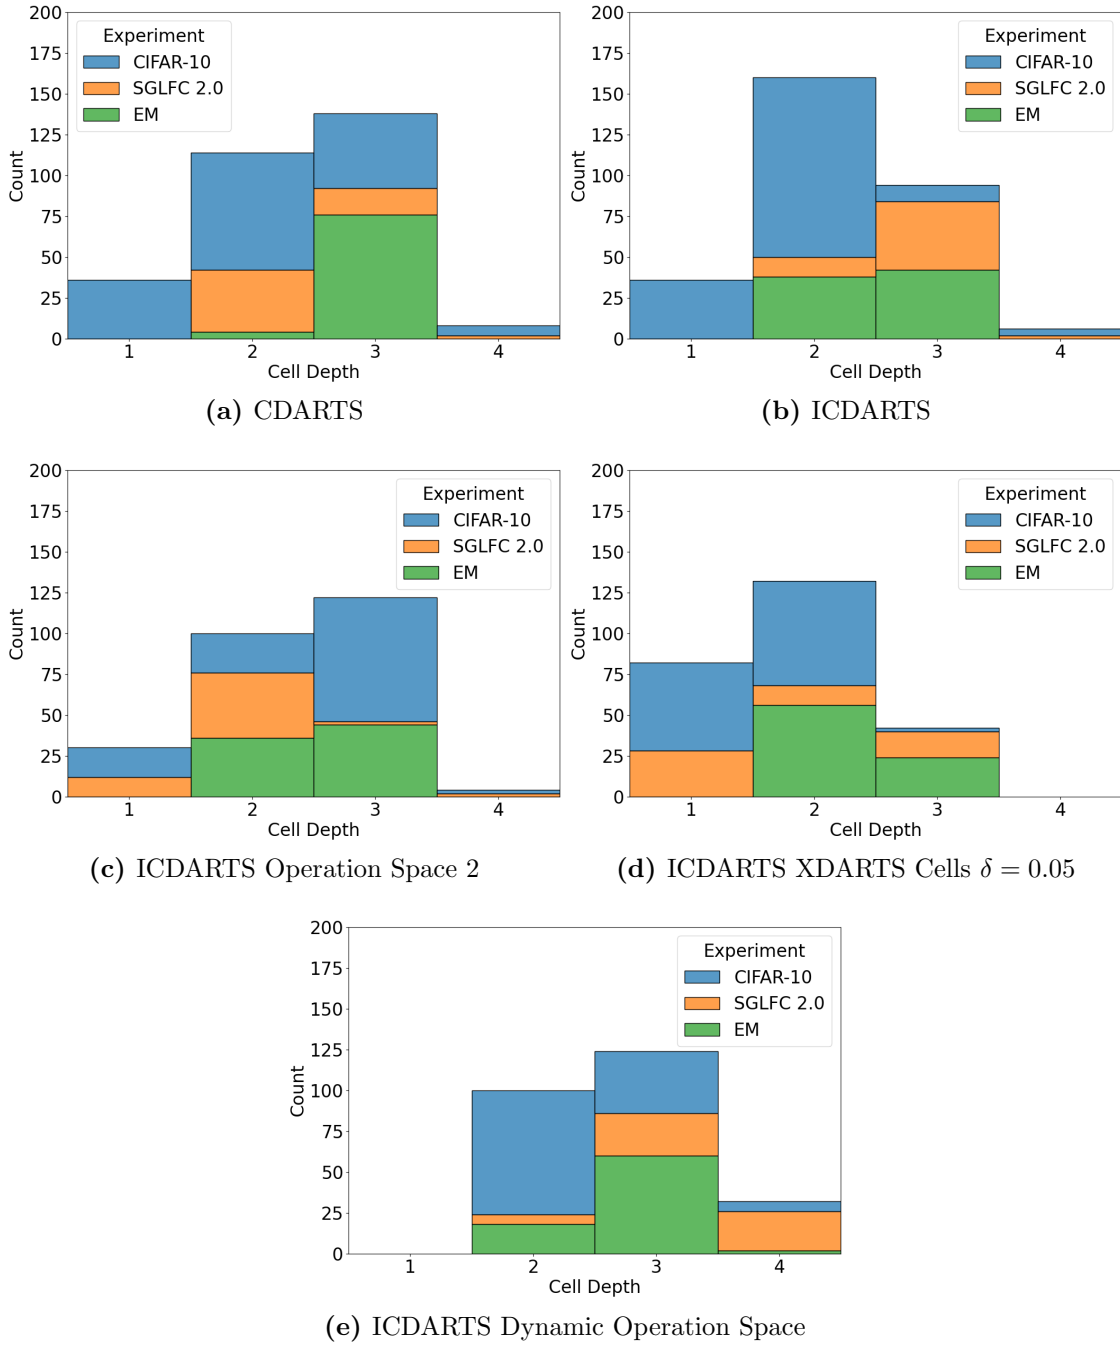 200
175
150
125
100
75
50
25
0
Count
Experiment
CIFAR-10
SGLFC 2.0
EM
1 2 3 4
Cell Depth
(a) CDARTS
200
175
150
125
100
75
50
25
0
Count
Experiment
CIFAR-10
SGLFC 2.0
EM
1 2 3 4
Cell Depth
(b) ICDARTS
200
175
150
125
100
75
50
25
0
Count
Experiment
CIFAR-10
SGLFC 2.0
EM
1 2 3 4
Cell Depth
(c) ICDARTS Operation Space 2
200
175
150
125
100
75
50
25
0
Count
Experiment
CIFAR-10
SGLFC 2.0
EM
1 2 3 4
Cell Depth
(d) ICDARTS XDARTS Cells δ = 0.05
200
175
150
125
100
75
50
25
0
Count
Experiment
CIFAR-10
SGLFC 2.0
EM
1 2 3 4
Cell Depth
(e) ICDARTS Dynamic Operation Space